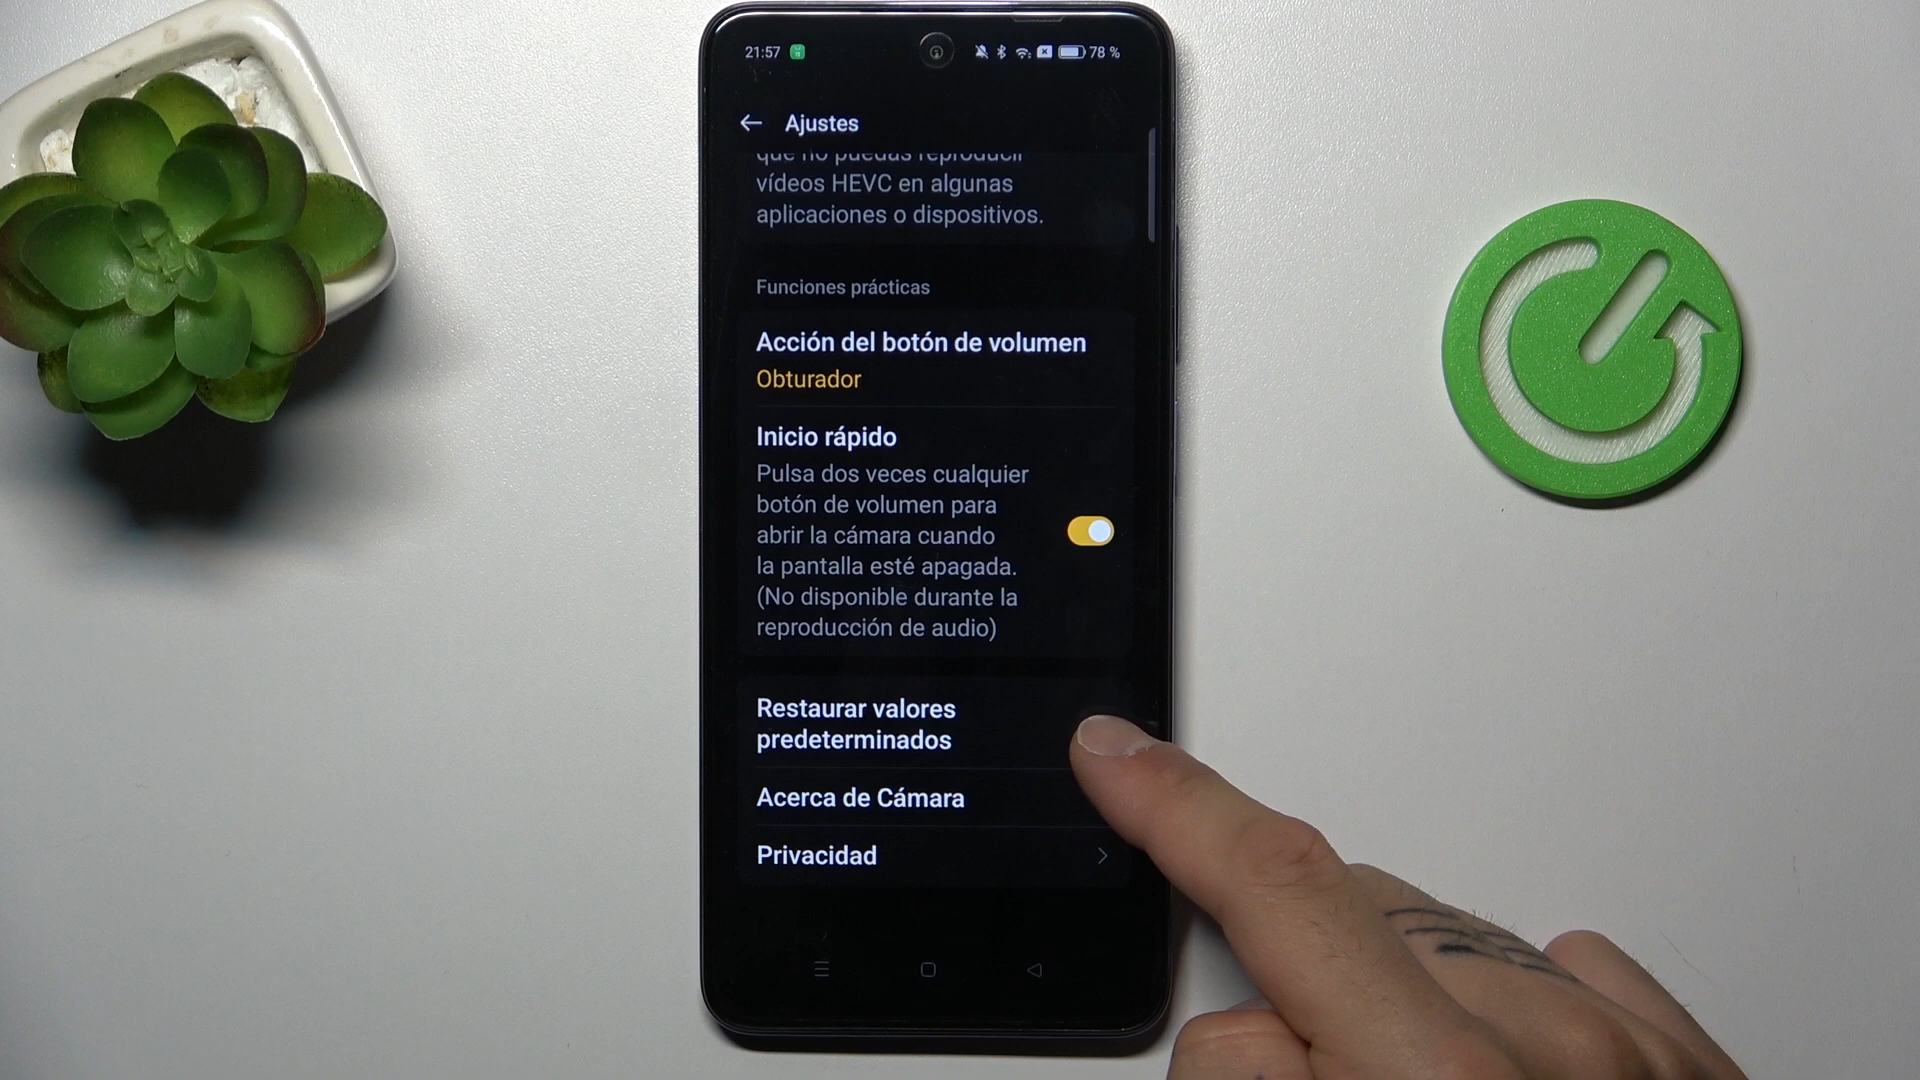 21:57
78 %
Ajustes
que no puedas reproducir
vídeos HEVC en algunas
aplicaciones o dispositivos.
Funciones prácticas
Acción del botón de volumen
Obturador
Inicio rápido
Pulsa dos veces cualquier
botón de volumen para
abrir la cámara cuando
la pantalla esté apagada.
(No disponible durante la
reproducción de audio)
Restaurar valores
predeterminados
Acerca de Cámara
Privacidad